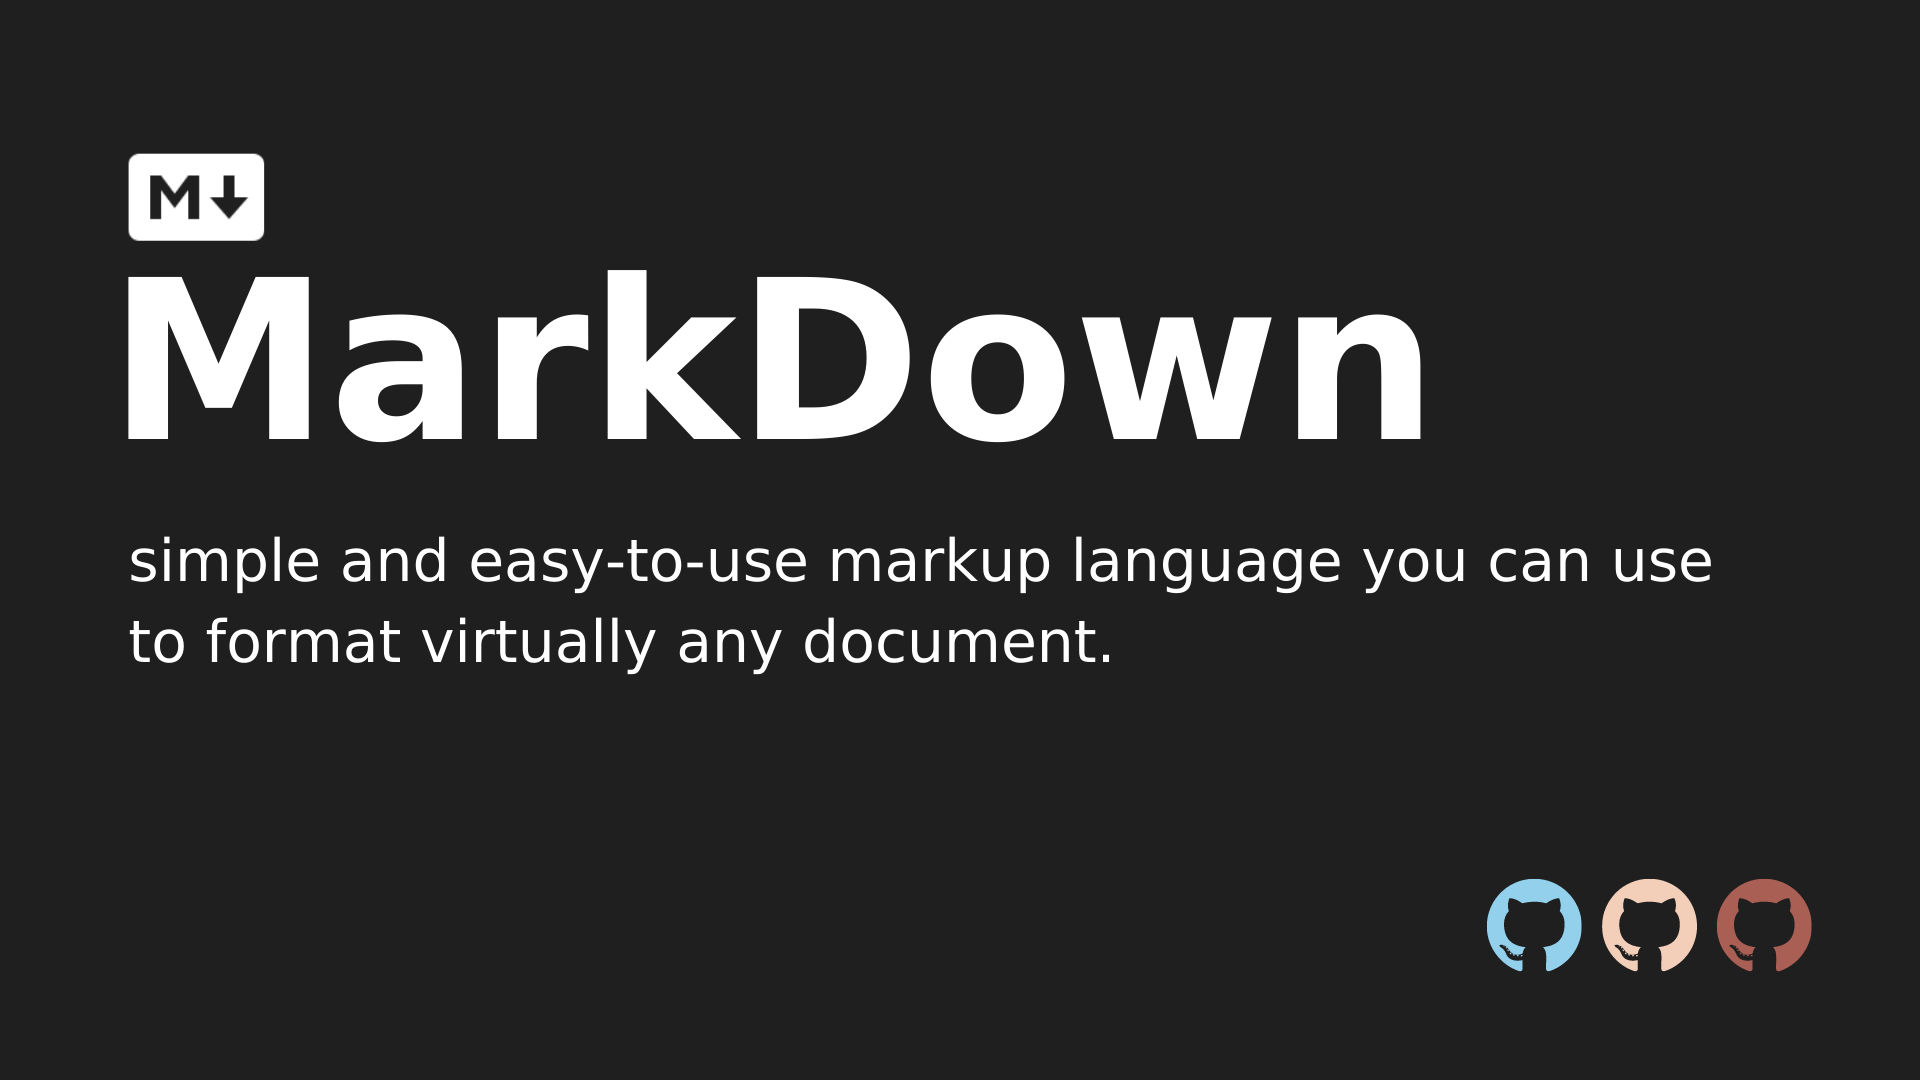 M
MarkDown
simple and easy-to-use markup language you can use
to format virtually any document.